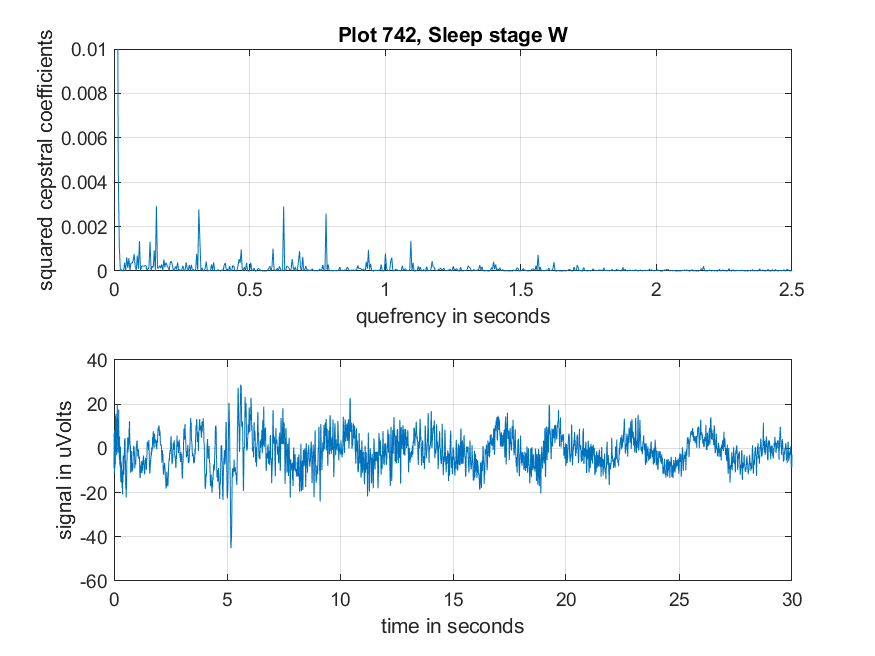 Plot 742, Sleep stage W
squared cepstral coefficients
0.01
0.008
0.006
0.004
0.002
0
0 0.5 1 1.5 2 2.5
quefrency in seconds
signal in uVolts
40
20
0
-20
-40
-60
0 5 10 15 20 25 30
time in seconds